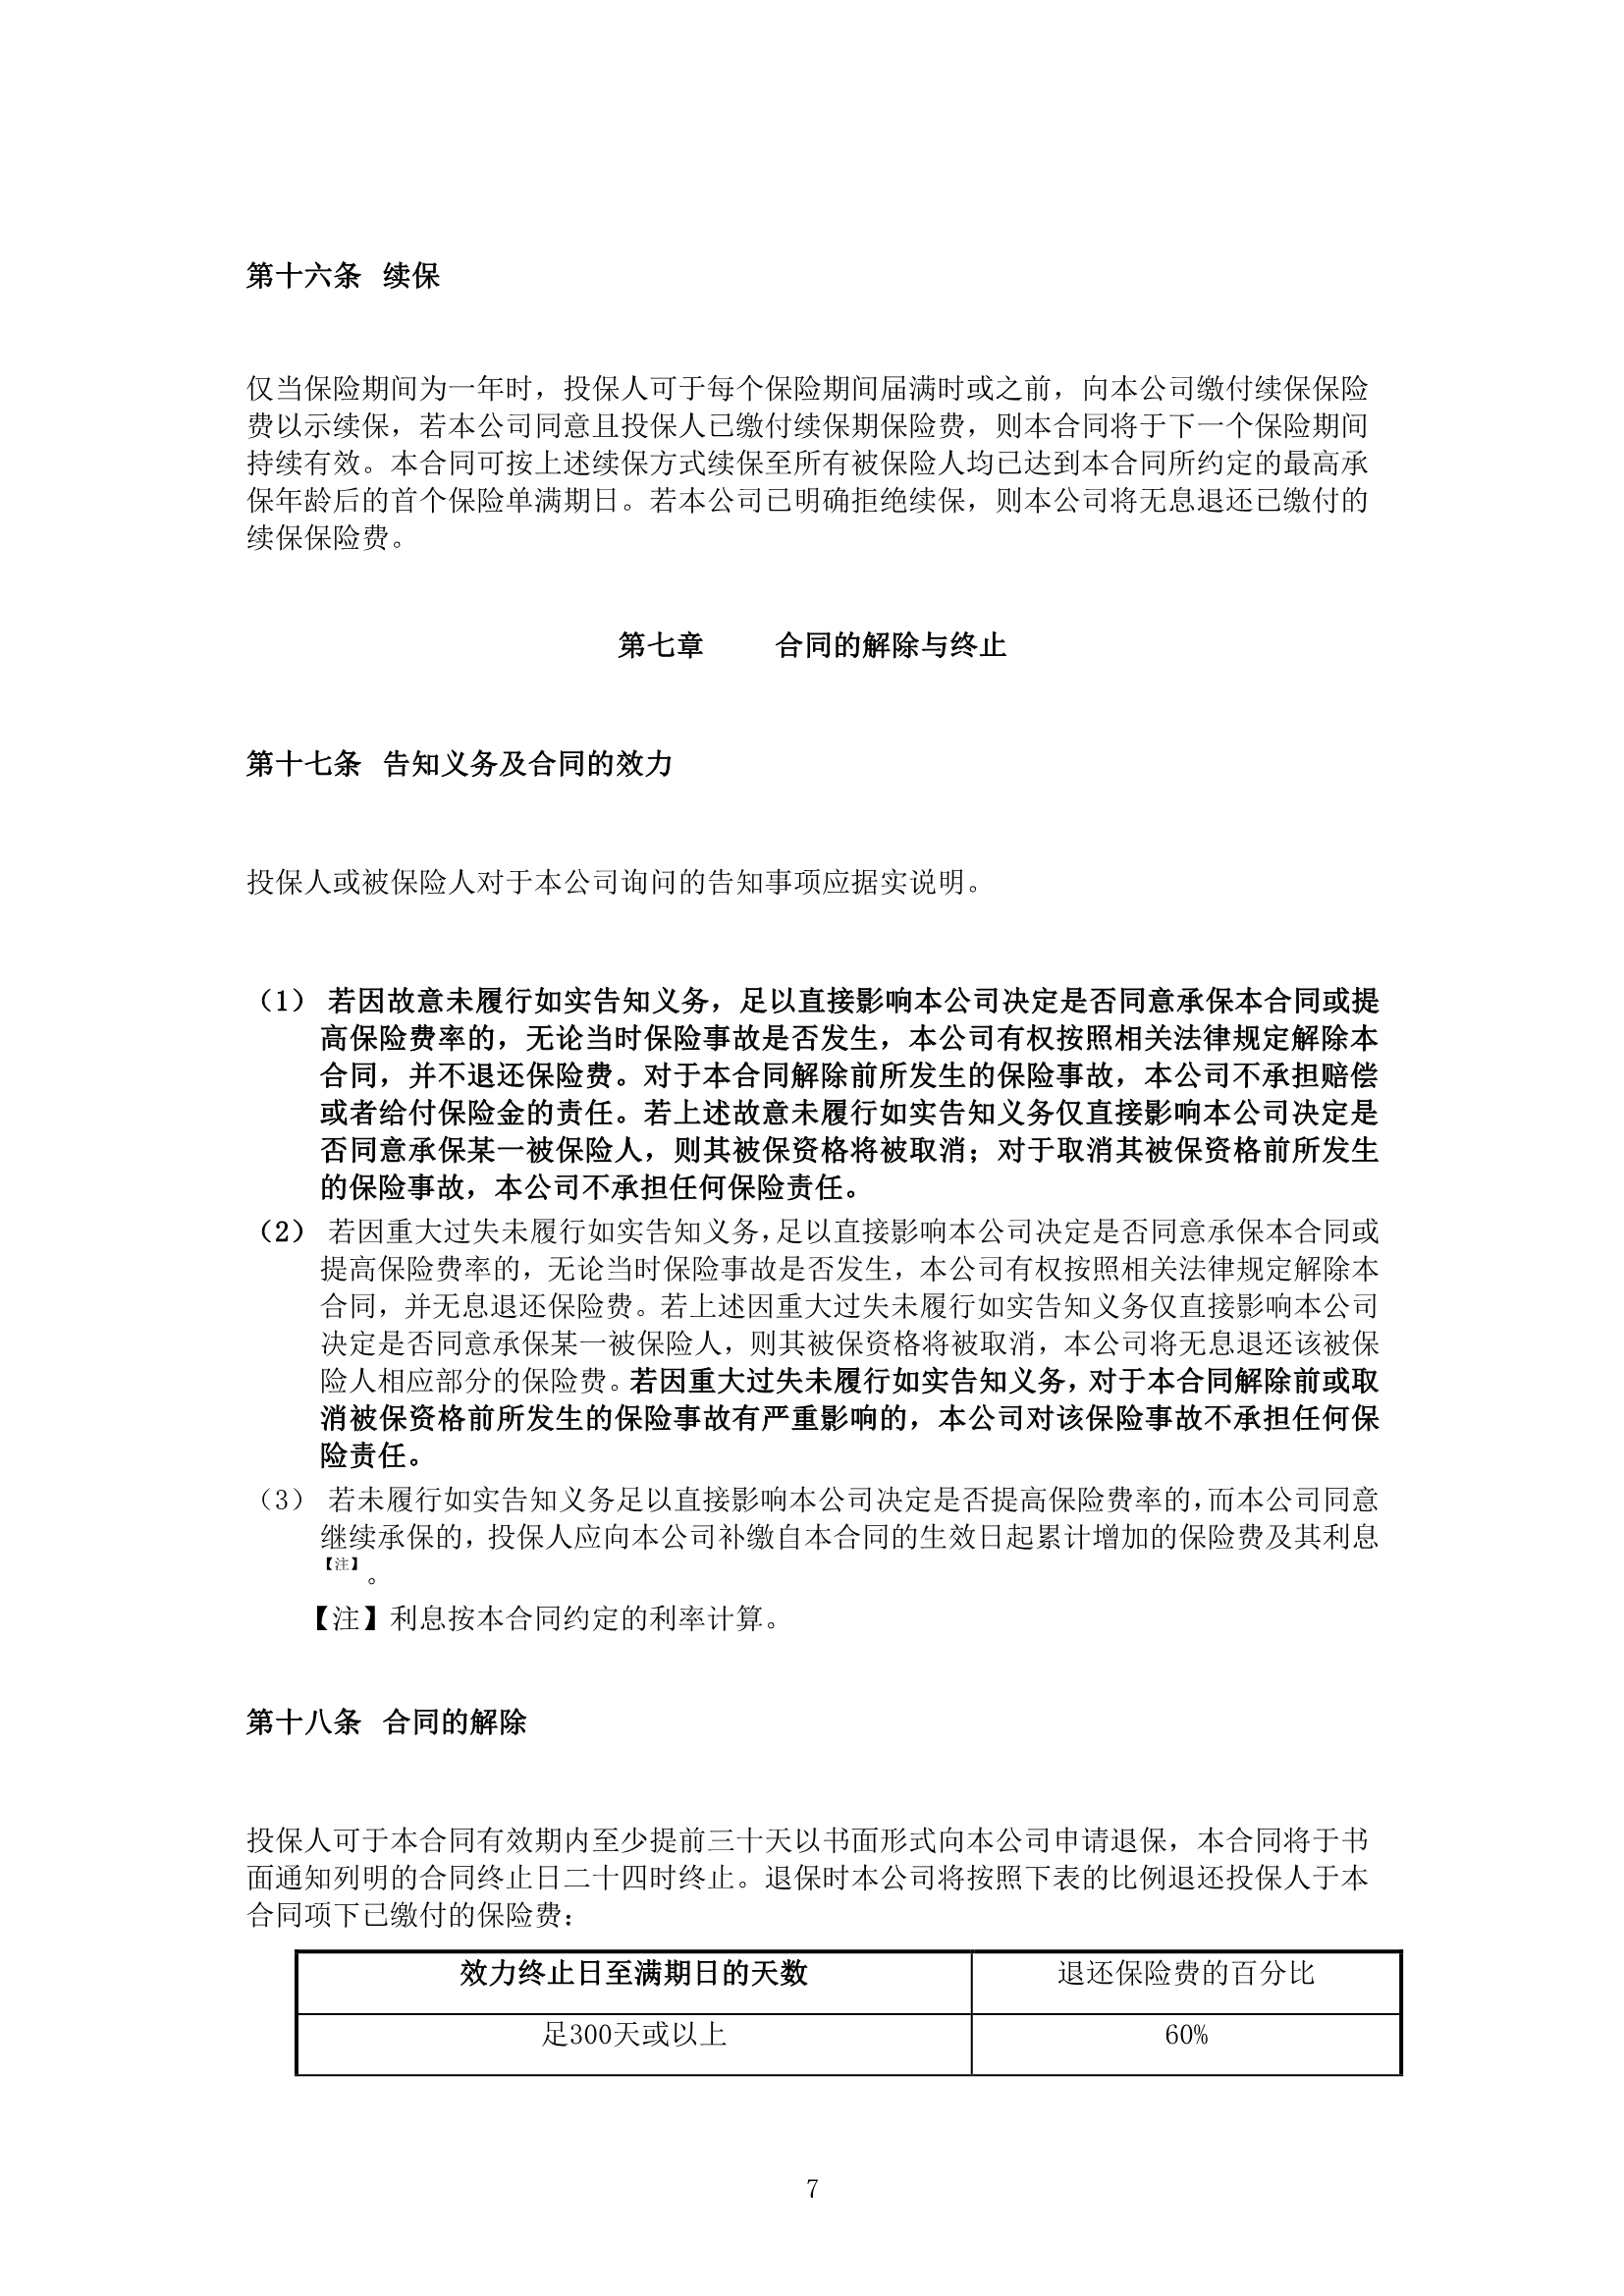 第十六条 续保
仅当保险期间为一年时，投保人可于每个保险期间届满时或之前，向本公司缴付续保保险
费以示续保，若本公司同意且投保人已缴付续保期保险费，则本合同将于下一个保险期间
持续有效。本合同可按上述续保方式续保至所有被保险人均已达到本合同所约定的最高承
保年龄后的首个保险单满期日。若本公司已明确拒绝续保，则本公司将无息退还已缴付的
续保保险费。
第七章 合同的解除与终止
第十七条 告知义务及合同的效力
投保人或被保险人对于本公司询问的告知事项应据实说明。
（1） 若因故意未履行如实告知义务，足以直接影响本公司决定是否同意承保本合同或提
高保险费率的，无论当时保险事故是否发生，本公司有权按照相关法律规定解除本
合同，并不退还保险费。对于本合同解除前所发生的保险事故，本公司不承担赔偿
或者给付保险金的责任。若上述故意未履行如实告知义务仅直接影响本公司决定是
否同意承保某一被保险人，则其被保资格将被取消；对于取消其被保资格前所发生
的保险事故，本公司不承担任何保险责任。
（2） 若因重大过失未履行如实告知义务，足以直接影响本公司决定是否同意承保本合同或
提高保险费率的，无论当时保险事故是否发生，本公司有权按照相关法律规定解除本
合同，并无息退还保险费。若上述因重大过失未履行如实告知义务仅直接影响本公司
决定是否同意承保某一被保险人，则其被保资格将被取消，本公司将无息退还该被保
险人相应部分的保险费。若因重大过失未履行如实告知义务，对于本合同解除前或取
消被保资格前所发生的保险事故有严重影响的，本公司对该保险事故不承担任何保
险责任。
（3） 若未履行如实告知义务足以直接影响本公司决定是否提高保险费率的，而本公司同意
继续承保的，投保人应向本公司补缴自本合同的生效日起累计增加的保险费及其利息
【注】。
【注】利息按本合同约定的利率计算。
第十八条 合同的解除
投保人可于本合同有效期内至少提前三十天以书面形式向本公司申请退保，本合同将于书
面通知列明的合同终止日二十四时终止。退保时本公司将按照下表的比例退还投保人于本
合同项下已缴付的保险费：
效力终止日至满期日的天数 退还保险费的百分比
足300天或以上 60%
7